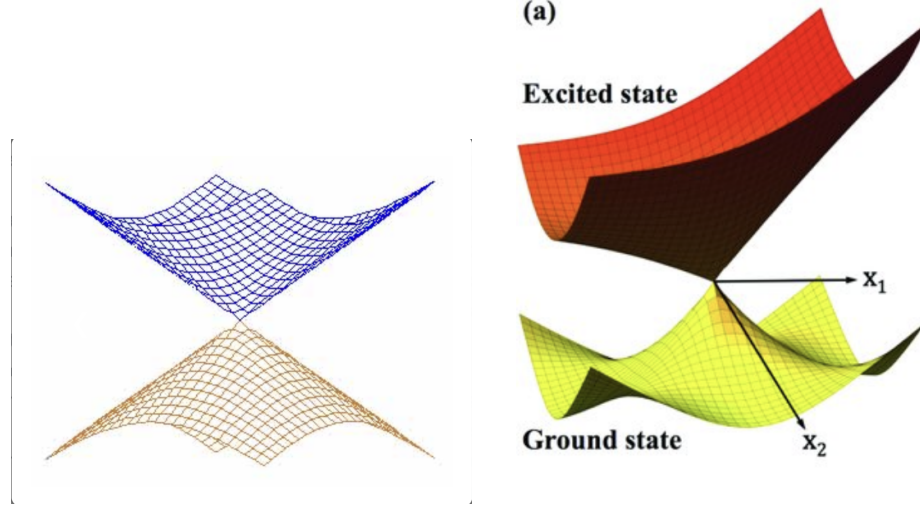 (a)
Excited state
x₁
Ground state
x₂